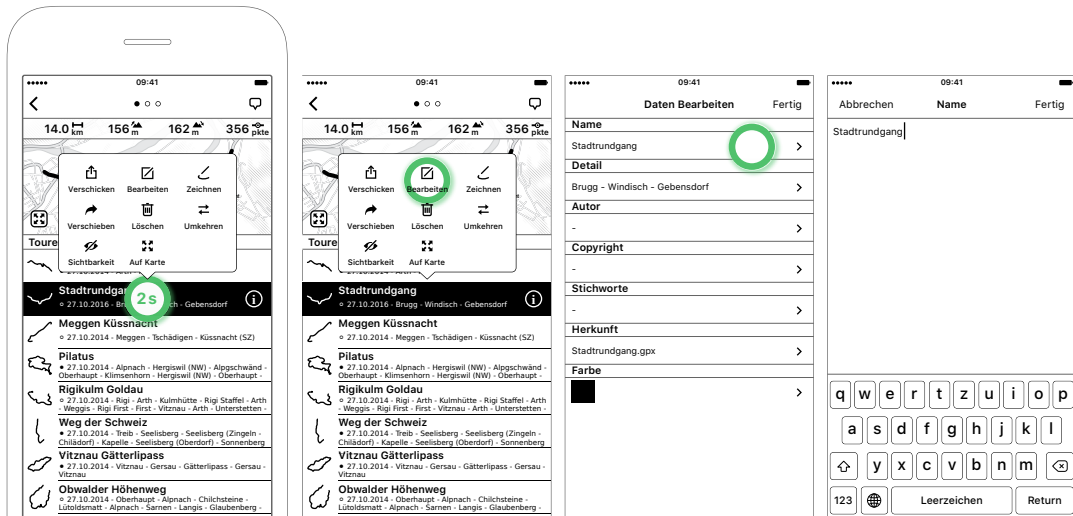 09:41
14.0 km 156 m 162 m 356 pkte
Verschicken Bearbeiten Zeichnen
Verschieben Löschen Umkehren
Sichtbarkeit Auf Karte
Toure
Stadtrundga
2s
27.10.2016 - Br ch - Gebensdorf
Meggen Küssnacht
27.10.2014 - Meggen - Tschädigen - Küssnacht (SZ)
Pilatus
27.10.2014 - Alpnach - Hergiswil (NW) - Alpgschwänd -
Oberhaupt - Klimsenhorn - Hergiswil (NW) - Oberhaupt -
Rigikulm Goldau
27.10.2014 - Rigi - Arth - Kulmhütte - Rigi Staffel - Arth
- Weggis - Rigi First - First - Vitznau - Arth - Unterstetten -
Weg der Schweiz
27.10.2014 - Treib - Seelisberg - Seelisberg (Zingeln -
Chilädorf) - Kapelle - Seelisberg (Oberdorf) - Sonnenberg
Vitznau Gätterlipass
27.10.2014 - Vitznau - Gersau - Gätterlipass - Gersau -
Vitznau
Obwalder Höhenweg
27.10.2014 - Oberhaupt - Alpnach - Chilchsteine -
Lütoldsmatt - Alpnach - Sarnen - Langis - Glaubenberg -
09:41
14.0 km 156 m 162 m 356 pkte
Verschicken Bearbeiten Zeichnen
Verschieben Löschen Umkehren
Sichtbarkeit Auf Karte
Toure
Stadtrundgang
27.10.2016 - Brugg - Windisch - Gebensdorf
Meggen Küssnacht
27.10.2014 - Meggen - Tschädigen - Küssnacht (SZ)
Pilatus
27.10.2014 - Alpnach - Hergiswil (NW) - Alpgschwänd -
Oberhaupt - Klimsenhorn - Hergiswil (NW) - Oberhaupt -
Rigikulm Goldau
27.10.2014 - Rigi - Arth - Kulmhütte - Rigi Staffel - Arth
- Weggis - Rigi First - First - Vitznau - Arth - Unterstetten -
Weg der Schweiz
27.10.2014 - Treib - Seelisberg - Seelisberg (Zingeln -
Chilädorf) - Kapelle - Seelisberg (Oberdorf) - Sonnenberg
Vitznau Gätterlipass
27.10.2014 - Vitznau - Gersau - Gätterlipass - Gersau -
Vitznau
Obwalder Höhenweg
27.10.2014 - Oberhaupt - Alpnach - Chilchsteine -
Lütoldsmatt - Alpnach - Sarnen - Langis - Glaubenberg -
09:41
Daten Bearbeiten Fertig
Name
Stadtrundgang
Detail
Brugg - Windisch - Gebensdorf
Autor
-
Copyright
-
Stichworte
-
Herkunft
Stadtrundgang.gpx
Farbe
09:41
Abbrechen Name Fertig
Stadtrundgang
q w e r t z u i o p
a s d f g h j k l
y x c v b n m
123 Leerzeichen Return